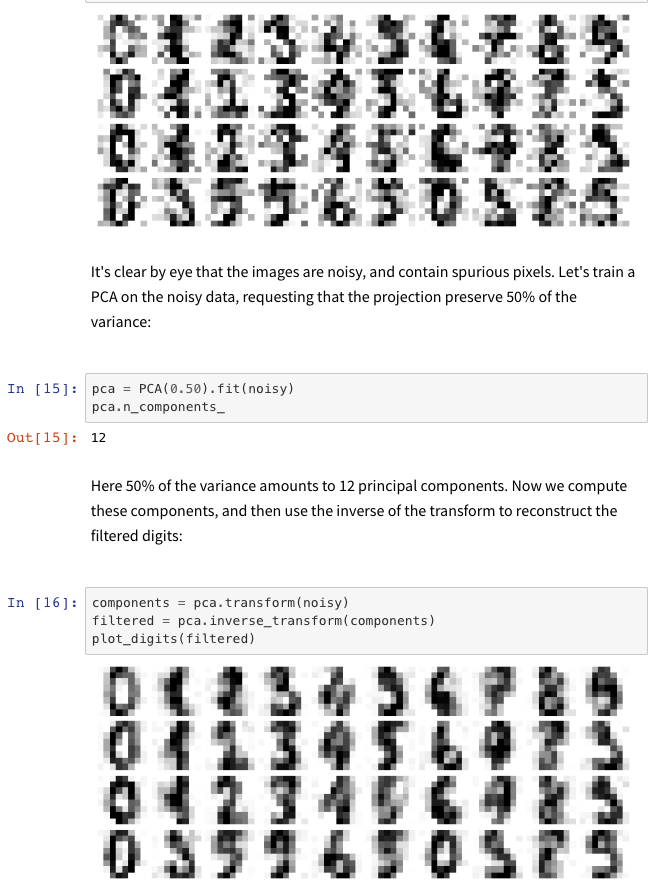 It's clear by eye that the images are noisy, and contain spurious pixels. Let's train a
PCA on the noisy data, requesting that the projection preserve 50% of the
variance:
In [15]: pca = PCA(0.50).fit(noisy)
pca.n_components_
Out[15]: 12
Here 50% of the variance amounts to 12 principal components. Now we compute
these components, and then use the inverse of the transform to reconstruct the
filtered digits:
In [16]: components = pca.transform(noisy)
filtered = pca.inverse_transform(components)
plot_digits(filtered)